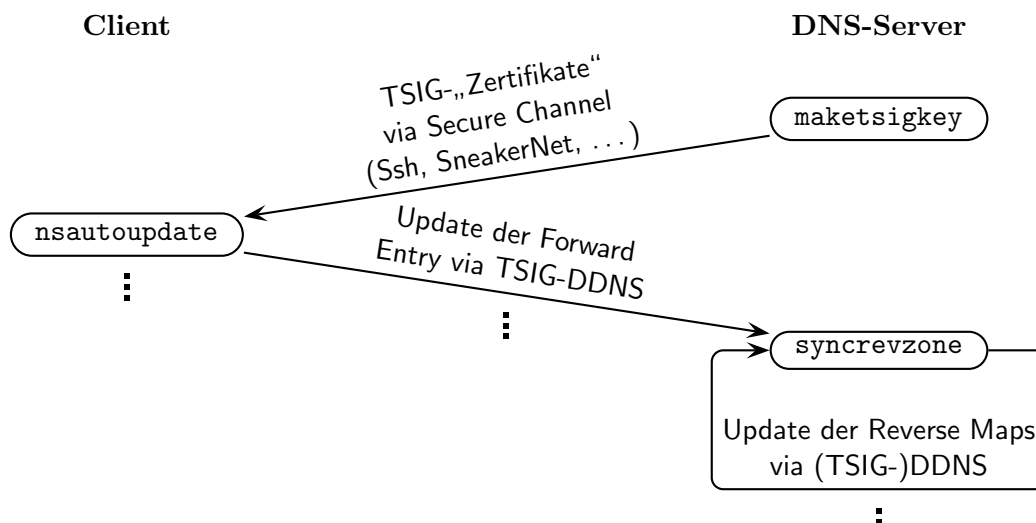 Client
DNS-Server
TSIG-„Zertifikate“
via Secure Channel
(Ssh, SneakerNet, . . . )
maketsigkey
nsautoupdate
Update der Forward
Entry via TSIG-DDNS
syncrevzone
Update der Reverse Maps
via (TSIG-)DDNS